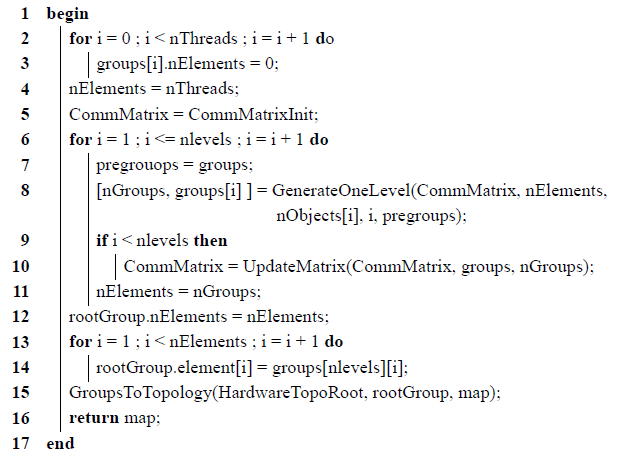 1 begin
2 for i = 0 ; i < nThreads ; i = i + 1 do
3 groups[i].nElements = 0;
4 nElements = nThreads;
5 CommMatrix = CommMatrixInit;
6 for i = 1 ; i <= nlevels ; i = i + 1 do
7 pregrouops = groups;
8 [nGroups, groups[i] ] = GenerateOneLevel(CommMatrix, nElements,
nObjects[i], i, pregroups);
9 if i < nlevels then
10 CommMatrix = UpdateMatrix(CommMatrix, groups, nGroups);
11 nElements = nGroups;
12 rootGroup.nElements = nElements;
13 for i = 1 ; i < nElements ; i = i + 1 do
14 rootGroup.element[i] = groups[nlevels][i];
15 GroupsToTopology(HardwareTopoRoot, rootGroup, map);
16 return map;
17 end